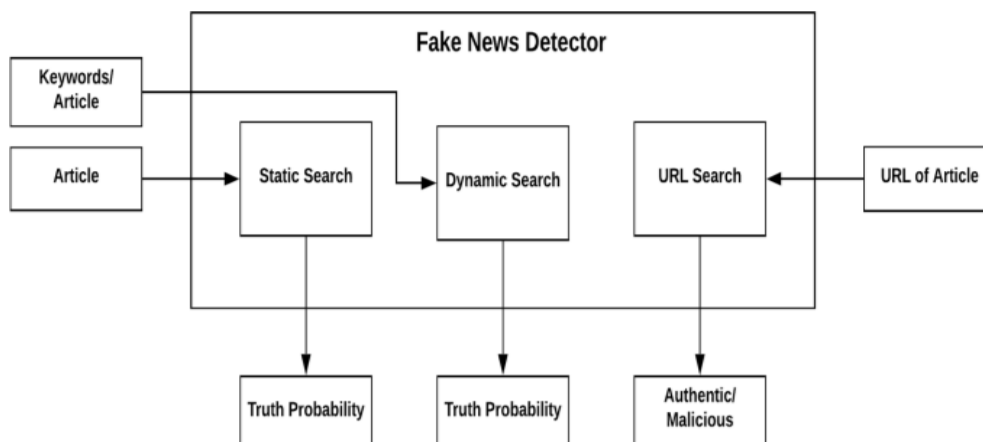 Fake News Detector
Keywords/
Article
Article
Static Search
Dynamic Search
URL Search
URL of Article
Truth Probability
Truth Probability
Authentic/
Malicious